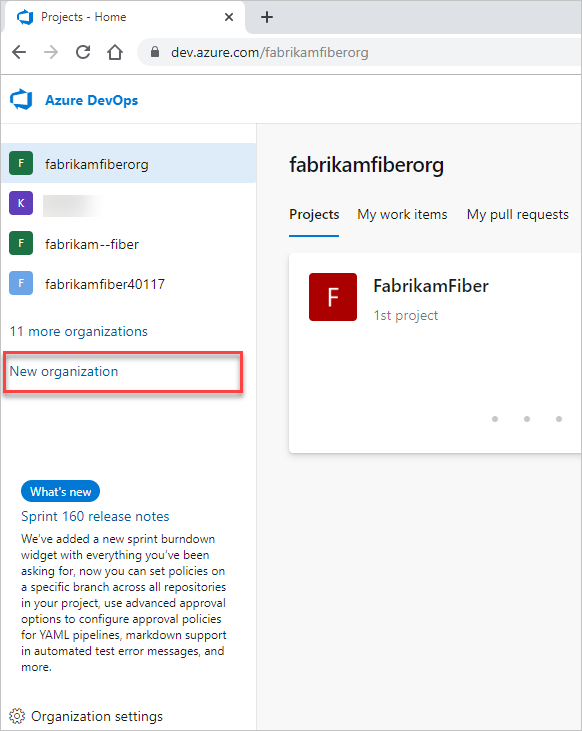 Projects - Home
dev.azure.com/fabrikamfiberorg
Azure DevOps
F fabrikamfiberorg
K
F fabrikam--fiber
F fabrikamfiber40117
11 more organizations
New organization
What's new
Sprint 160 release notes
We've added a new sprint burndown
widget with everything you've been
asking for, now you can set policies on
a specific branch across all repositories
in your project, use advanced approval
options to configure approval policies
for YAML pipelines, markdown support
in automated test error messages, and
more.
Organization settings
fabrikamfiberorg
Projects My work items My pull requests
F FabrikamFiber
1st project